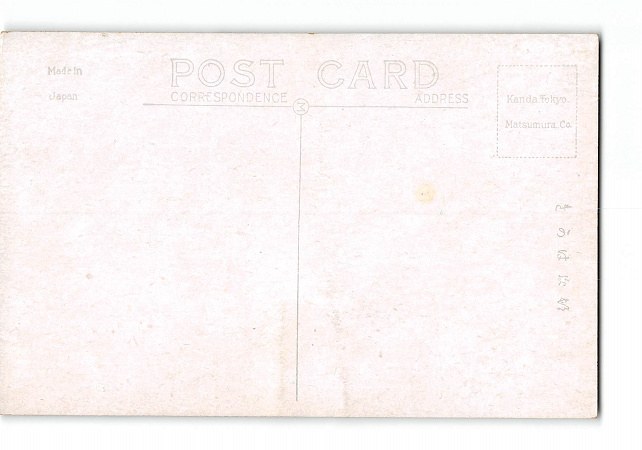 Made in
Japan
POST CARD
CORRESPONDENCE
ADDRESS
Kanda Tokyo.
Matsumura. Co.